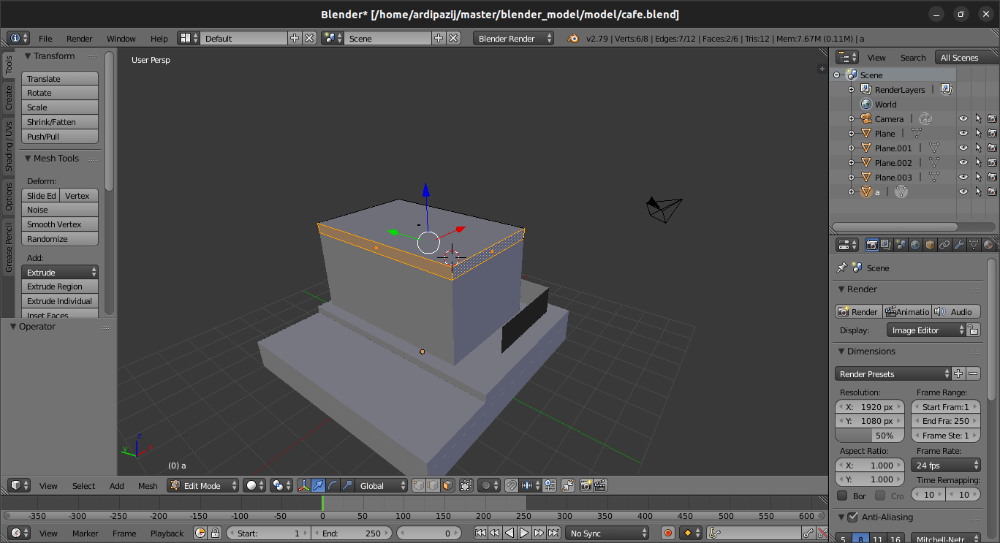 Blender* [/home/ardipazij/master/blender_model/model/cafe.blend]
File Render Window Help Default Scene Blender Render v2.79 | Verts:6/8 | Edges:7/12 | Faces:2/6 | Tris:12 | Mem:7.67M (0.11M) | a
Tools
Create
Shading / UVs
Options
Grease Pencil
Transform
Translate
Rotate
Scale
Shrink/Fatten
Push/Pull
Mesh Tools
Deform:
Slide Ed Vertex
Noise
Smooth Vertex
Randomize
Add:
Extrude
Extrude Region
Extrude Individual
Inset Faces
Operator
User Persp
z
y x
(0) a
View Select Add Mesh Edit Mode Global
-350 -300 -250 -200 -150 -100 -50 0 50 100 150 200 250 300 350 400 450 500 550 600
View Marker Frame Playback Start: 1 End: 250 0 No Sync
View Search All Scenes
Scene
RenderLayers |
World
Camera |
Plane |
Plane.001 |
Plane.002 |
Plane.003 |
a |
Scene
Render
Render Animatio Audio
Display: Image Editor
Dimensions
Render Presets
Resolution: Frame Range:
X: 1920 px Start Fram:1
Y: 1080 px End Fra: 250
50% Frame Ste: 1
Aspect Ratio: Frame Rate:
X: 1.000 24 fps
Y: 1.000 Time Remapping:
Bor Cro 10 10
Anti-Aliasing
5 8 11 16 Mitchell-Netr...